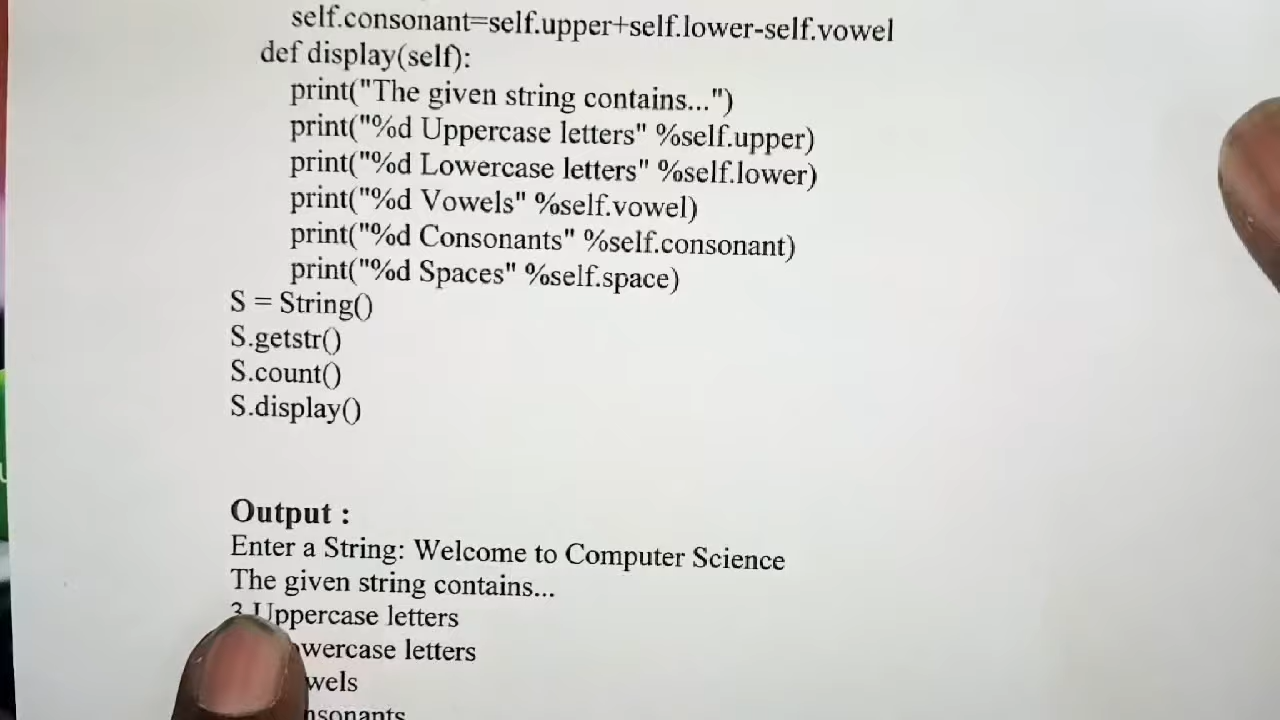 self.consonant=self.upper+self.lower-self.vowel
def display(self):
print("The given string contains...")
print("%d Uppercase letters" %self.upper)
print("%d Lowercase letters" %self.lower)
print("%d Vowels" %self.vowel)
print("%d Consonants" %self.consonant)
print("%d Spaces" %self.space)
S = String()
S.getstr()
S.count()
S.display()
Output :
Enter a String: Welcome to Computer Science
The given string contains...
3 Uppercase letters
letters